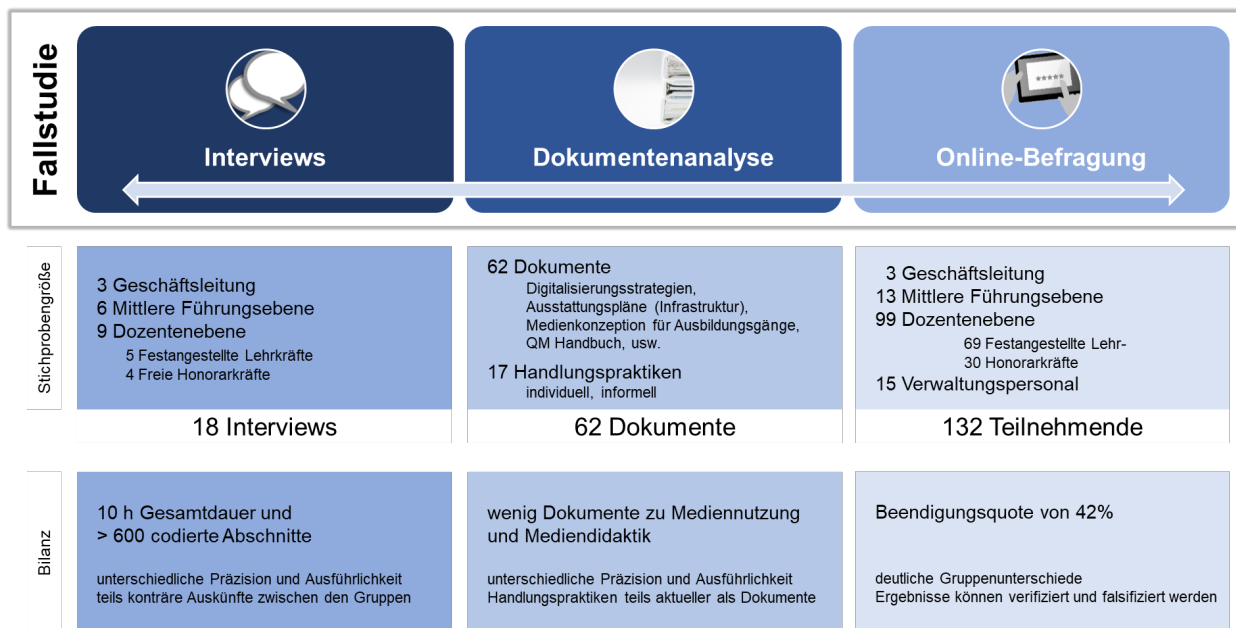 Fallstudie
Interviews
Dokumentenanalyse
Online-Befragung
Stichprobengröße
3 Geschäftsleitung
6 Mittlere Führungsebene
9 Dozentenebene
5 Festangestellte Lehrkräfte
4 Freie Honorarkräfte
18 Interviews
62 Dokumente
Digitalisierungsstrategien,
Ausstattungspläne (Infrastruktur),
Medienkonzeption für Ausbildungsgänge,
QM Handbuch, usw.
17 Handlungspraktiken
individuell, informell
62 Dokumente
3 Geschäftsleitung
13 Mittlere Führungsebene
99 Dozentenebene
69 Festangestellte Lehr-
30 Honorarkräfte
15 Verwaltungspersonal
132 Teilnehmende
Bilanz
10 h Gesamtdauer und
> 600 codierte Abschnitte
unterschiedliche Präzision und Ausführlichkeit
teils konträre Auskünfte zwischen den Gruppen
wenig Dokumente zu Mediennutzung
und Mediendidaktik
unterschiedliche Präzision und Ausführlichkeit
Handlungspraktiken teils aktueller als Dokumente
Beendigungsquote von 42%
deutliche Gruppenunterschiede
Ergebnisse können verifiziert und falsifiziert werden